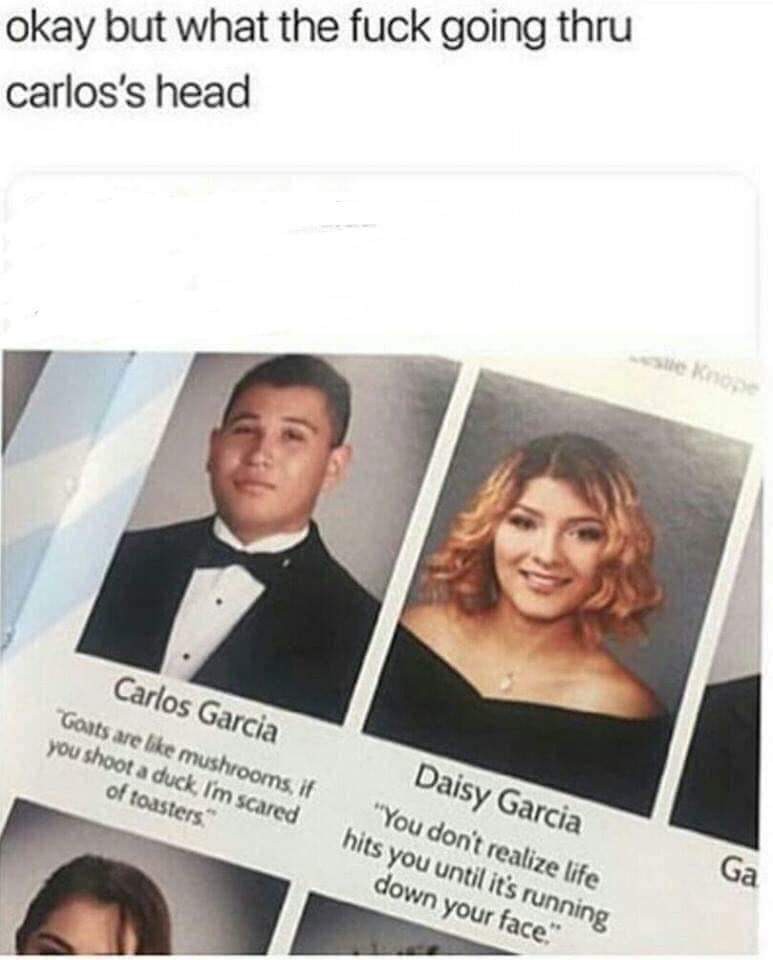 okay but what the fuck going thru
carlos's head
Knope
Carlos Garcia
"Goats are like mushrooms, if
you shoot a duck, I'm scared
of toasters."
Daisy Garcia
"You don't realize life
hits you until it's running
down your face."
Ga